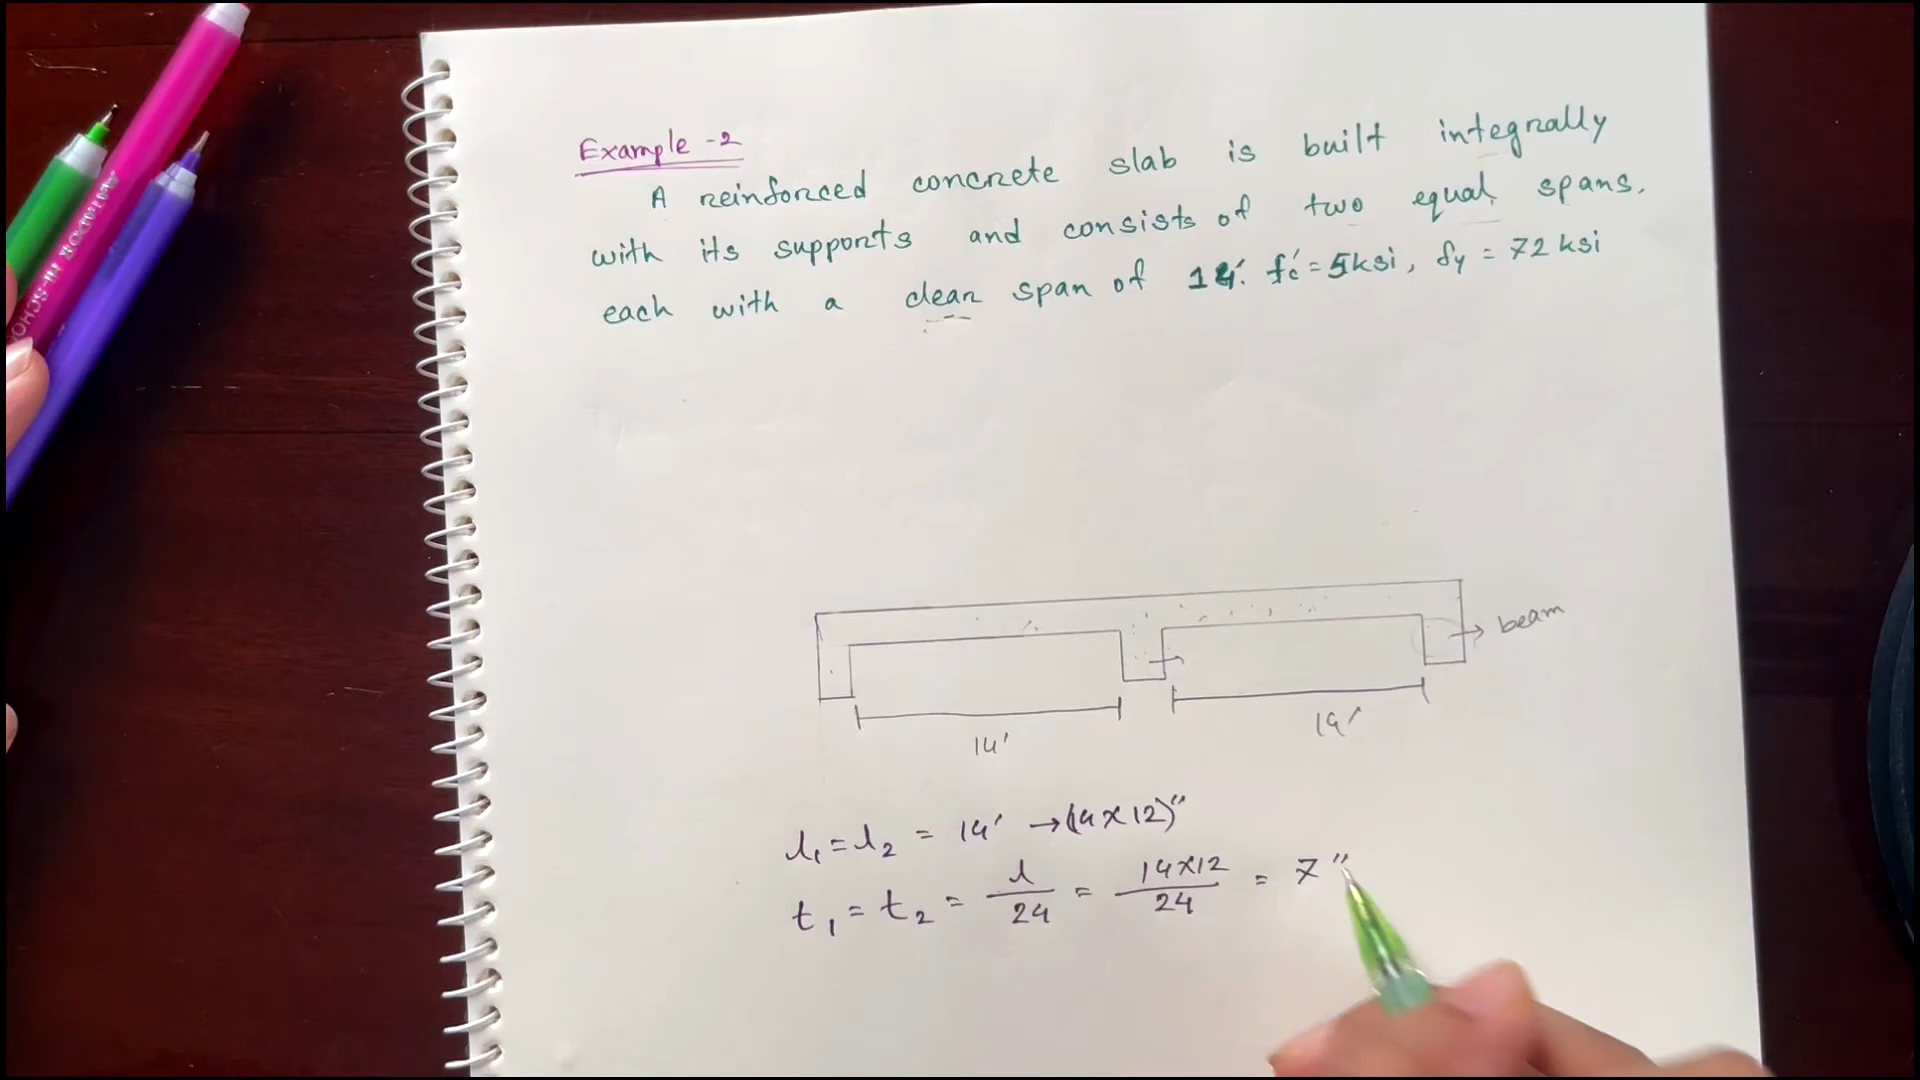 Example -2
A reinforced concrete slab is built integrally
with its supports and consists of two equal spans.
each with a clear span of 14'. fc' = 5ksi, fy = 72 ksi
beam
14'
14'
l₁ = l₂ = 14' → (14 x 12)"
t₁ = t₂ = l/24 = 14x12/24 = 7"